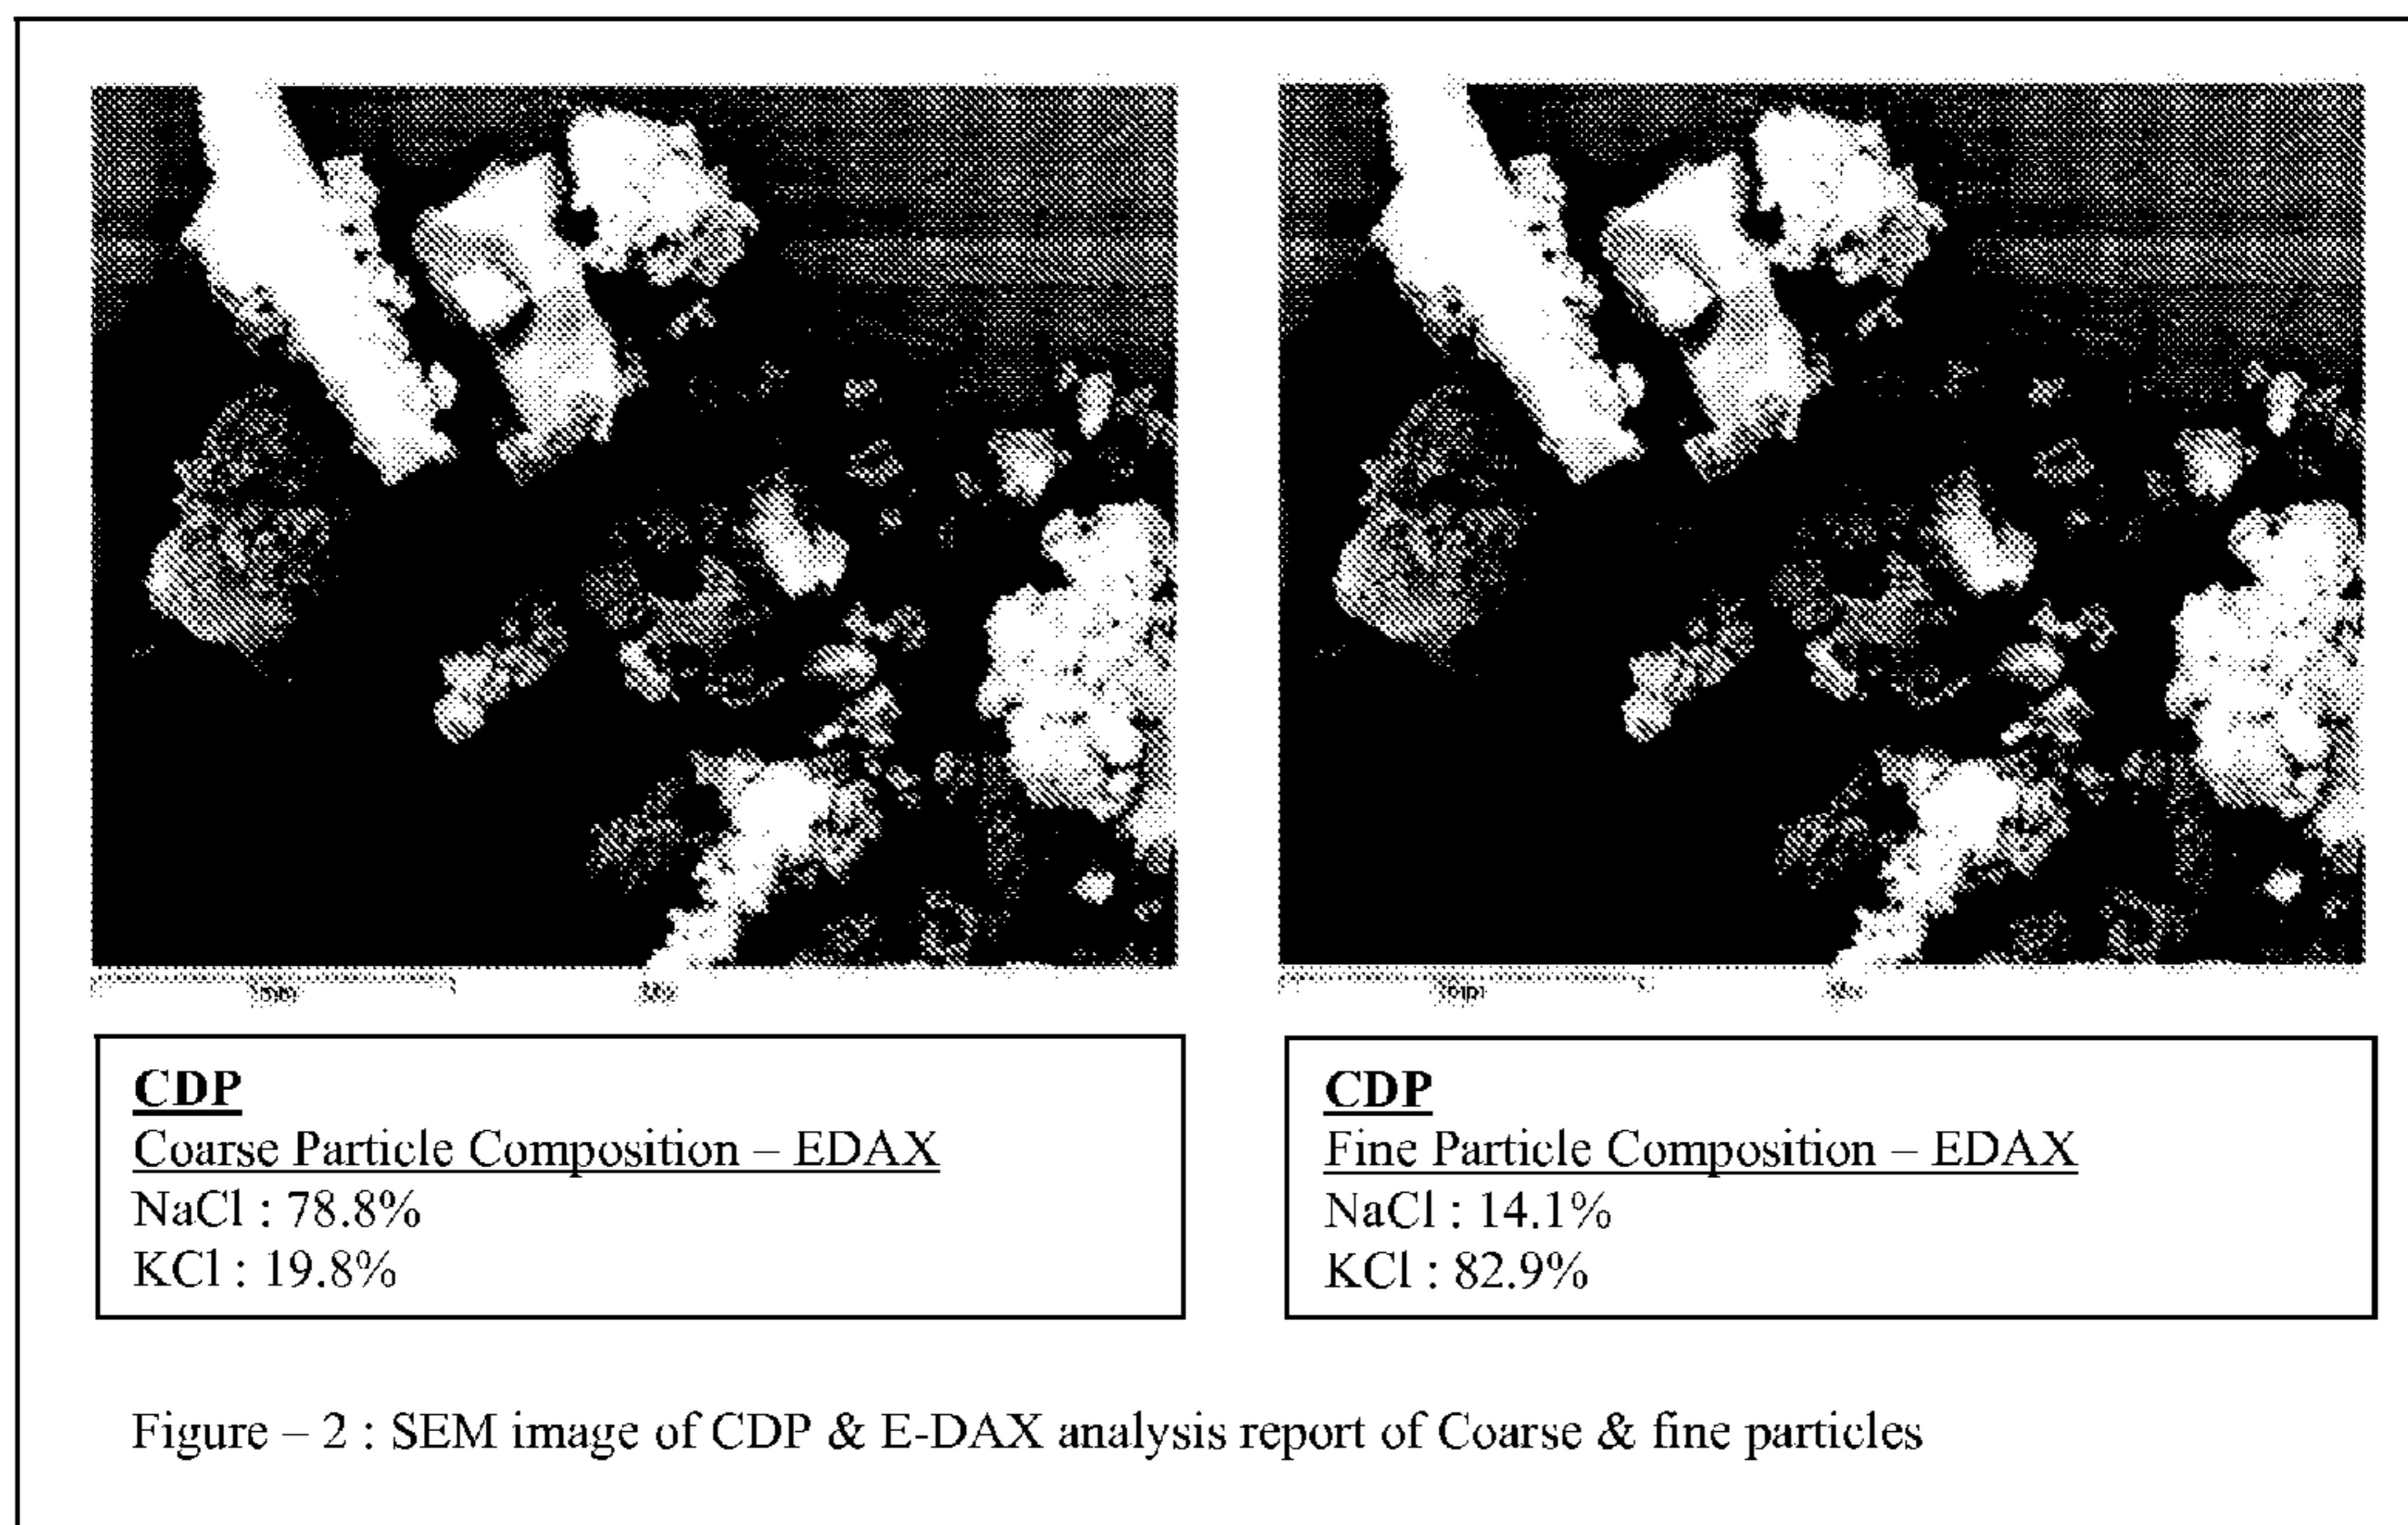 CDP
Coarse Particle Composition – EDAX
NaCl : 78.8%
KCl : 19.8%
CDP
Fine Particle Composition – EDAX
NaCl : 14.1%
KCl : 82.9%
Figure – 2 : SEM image of CDP & E-DAX analysis report of Coarse & fine particles